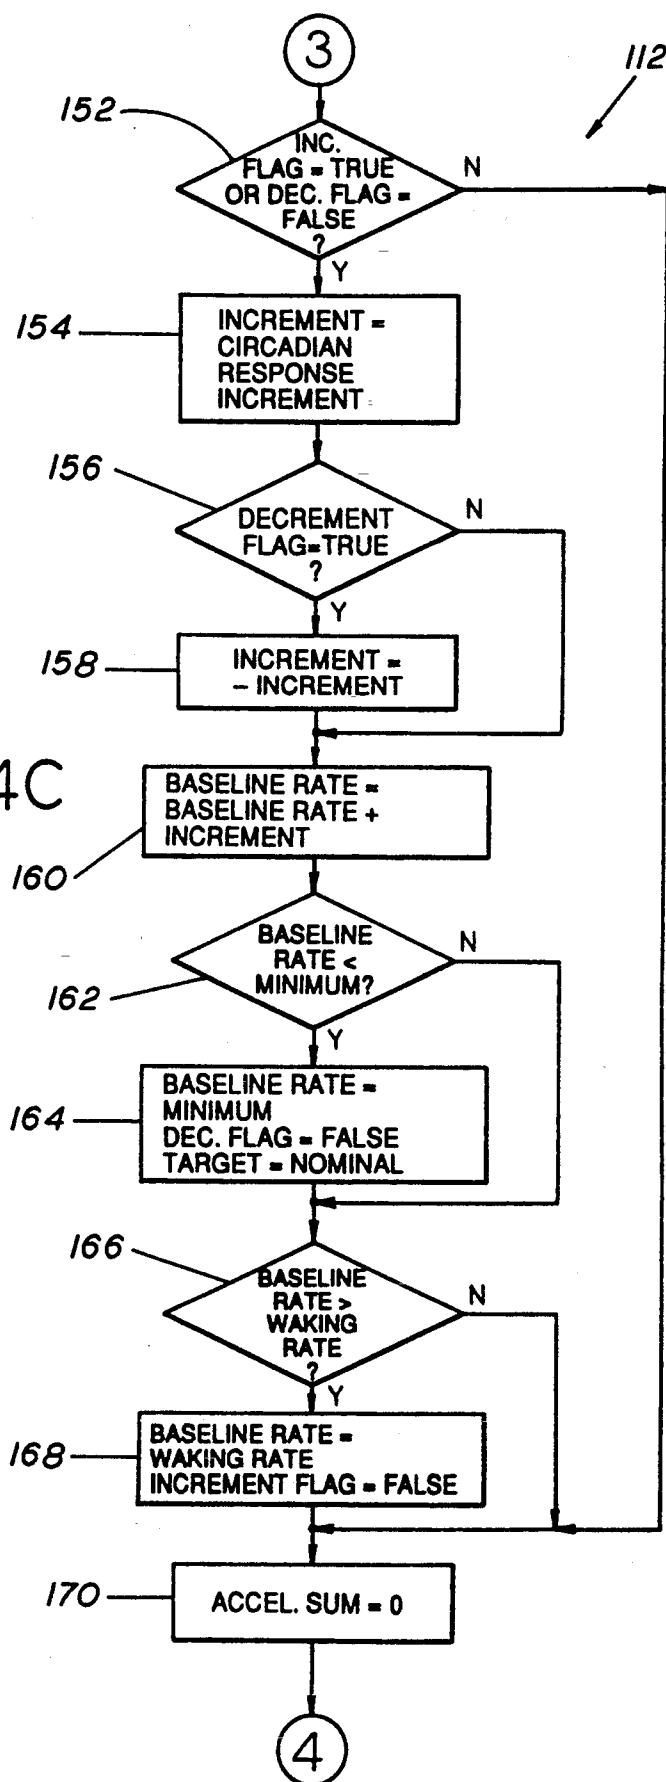 3
112
152
INC.
FLAG = TRUE
OR DEC. FLAG =
FALSE
?
N
Y
154
INCREMENT =
CIRCADIAN
RESPONSE
INCREMENT
156
DECREMENT
FLAG=TRUE
?
N
Y
158
INCREMENT =
– INCREMENT
4C
BASELINE RATE =
BASELINE RATE +
INCREMENT
160
BASELINE
RATE <
MINIMUM?
N
162
Y
164
BASELINE RATE =
MINIMUM
DEC. FLAG = FALSE
TARGET = NOMINAL
166
BASELINE
RATE >
WAKING
RATE
?
N
Y
168
BASELINE RATE =
WAKING RATE
INCREMENT FLAG = FALSE
170
ACCEL. SUM = 0
4